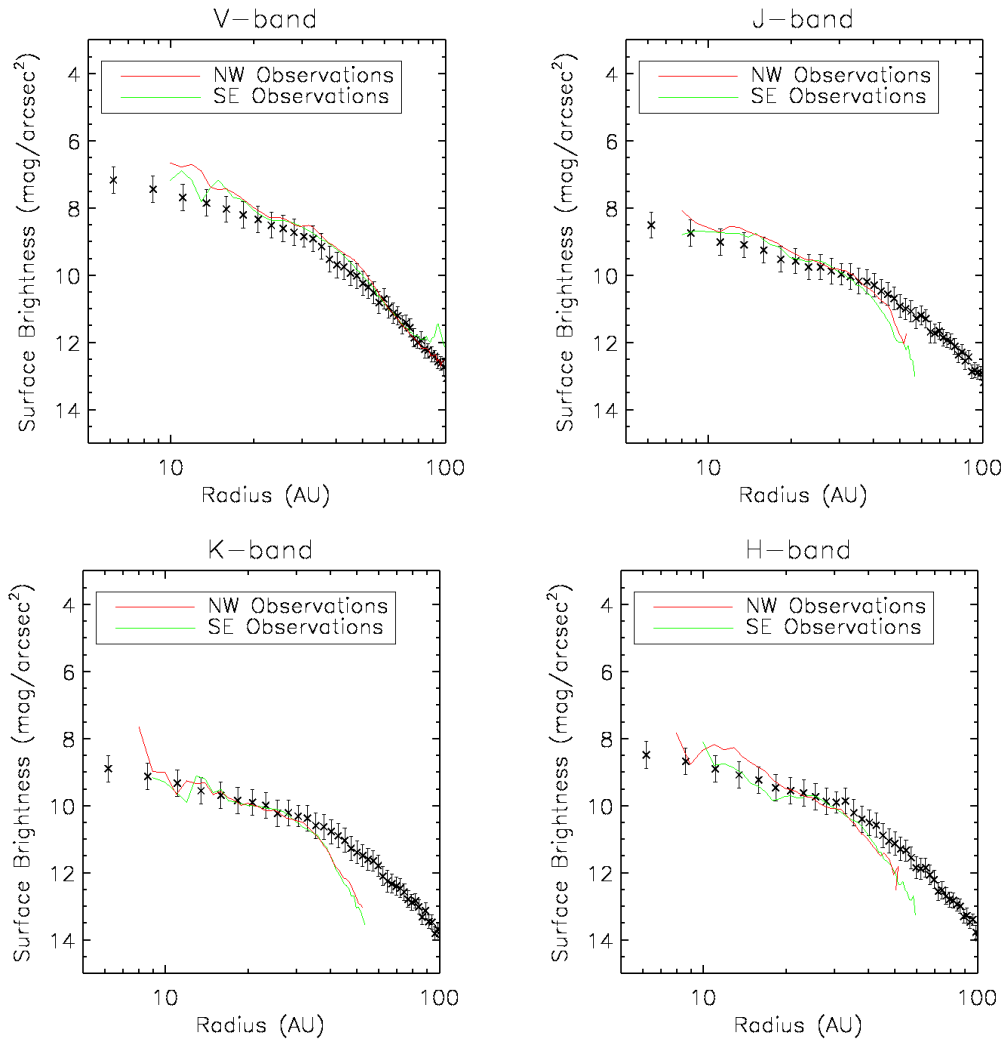 V-band
NW Observations
SE Observations
Surface Brightness (mag/arcsec²)
4
6
8
10
12
14
10
100
Radius (AU)
J-band
NW Observations
SE Observations
Surface Brightness (mag/arcsec²)
4
6
8
10
12
14
10
100
Radius (AU)
K-band
NW Observations
SE Observations
Surface Brightness (mag/arcsec²)
4
6
8
10
12
14
10
100
Radius (AU)
H-band
NW Observations
SE Observations
Surface Brightness (mag/arcsec²)
4
6
8
10
12
14
10
100
Radius (AU)